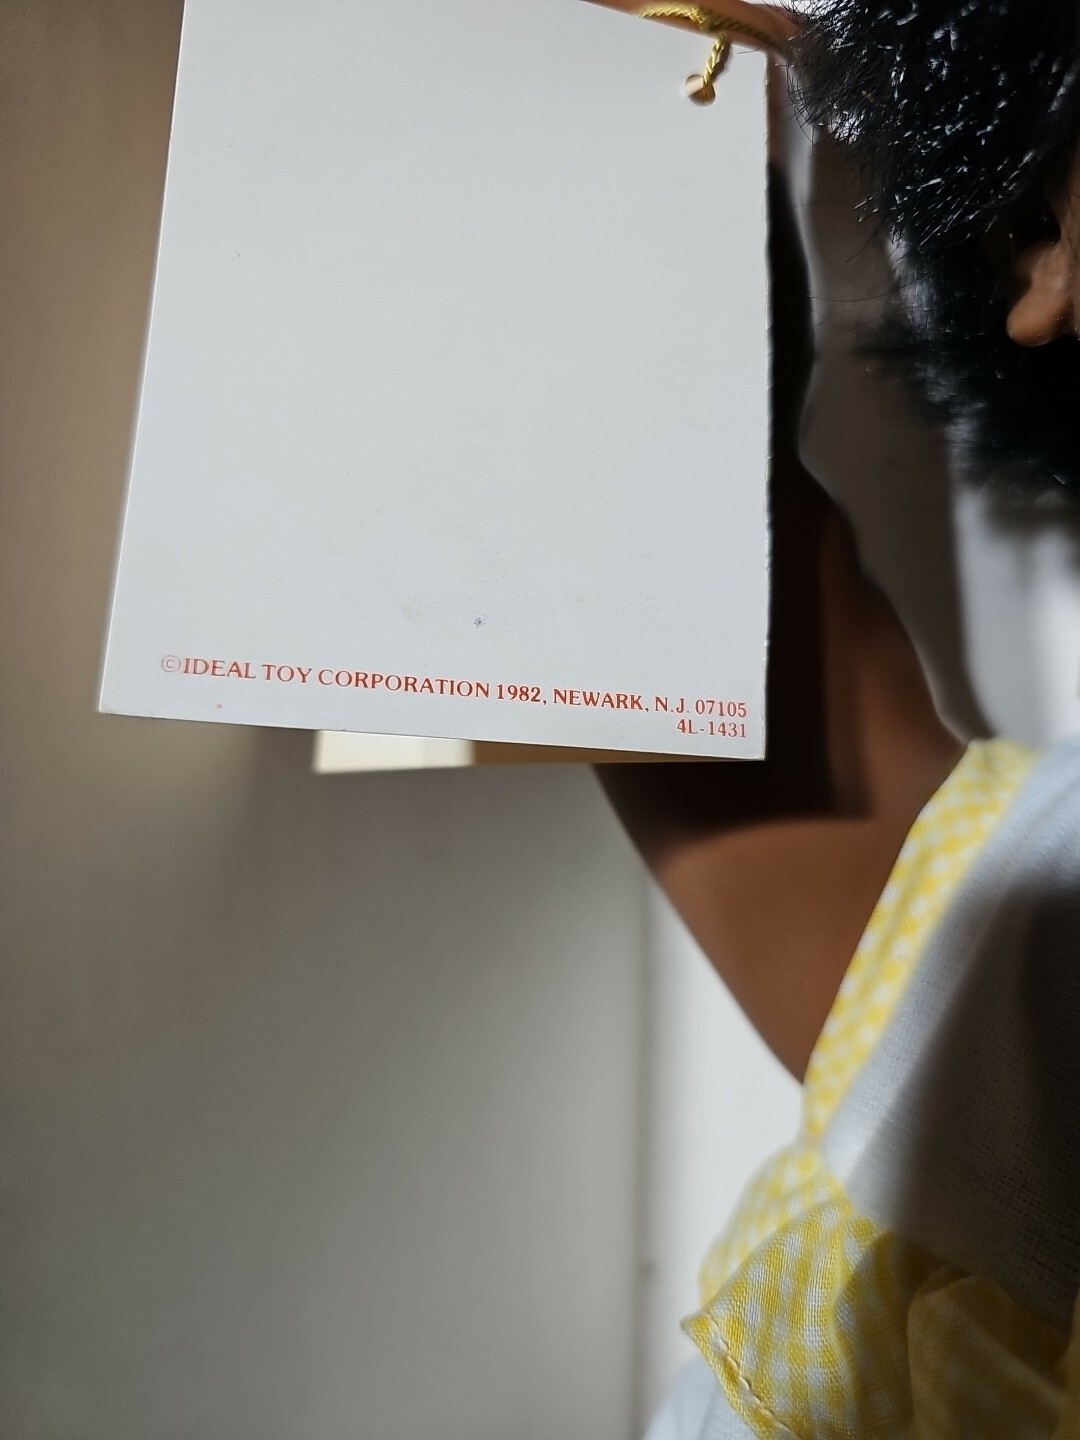 ©IDEAL TOY CORPORATION 1982, NEWARK, N.J. 07105
4L-1431